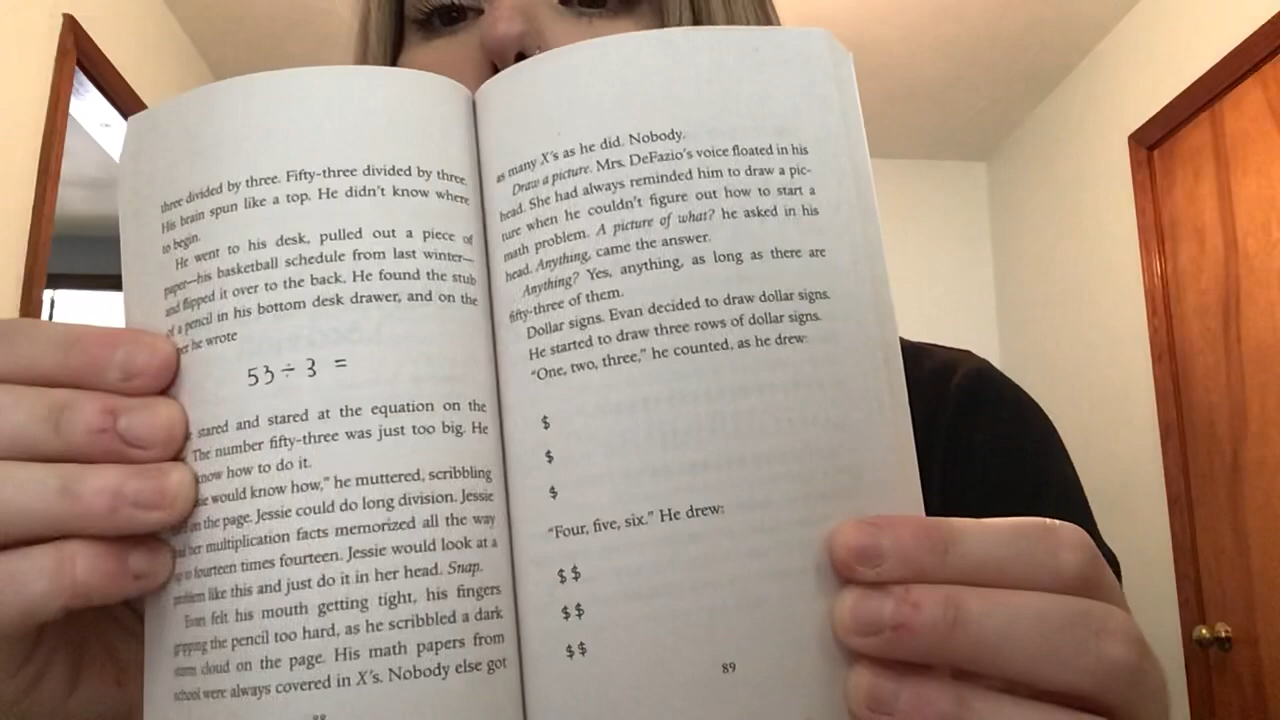 three divided by three. Fifty-three divided by three.
His brain spun like a top. He didn't know where
to begin.
He went to his desk, pulled out a piece of
paper—his basketball schedule from last winter—
and flipped it over to the back. He found the stub
of a pencil in his bottom desk drawer, and on the
he wrote
53 ÷ 3 =
stared and stared at the equation on the
The number fifty-three was just too big. He
know how to do it.
would know how," he muttered, scribbling
on the page. Jessie could do long division. Jessie
her multiplication facts memorized all the way
up to fourteen times fourteen. Jessie would look at a
problem like this and just do it in her head. Snap.
Evan felt his mouth getting tight, his fingers
gripping the pencil too hard, as he scribbled a dark
storm cloud on the page. His math papers from
school were always covered in X's. Nobody else got
88
as many X's as he did. Nobody.
Draw a picture. Mrs. DeFazio's voice floated in his
head. She had always reminded him to draw a pic-
ture when he couldn't figure out how to start a
math problem. A picture of what? he asked in his
head. Anything, came the answer.
Anything? Yes, anything, as long as there are
fifty-three of them.
Dollar signs. Evan decided to draw dollar signs.
He started to draw three rows of dollar signs.
"One, two, three," he counted, as he drew:
$
$
$
"Four, five, six." He drew:
$ $
$ $
$ $
89